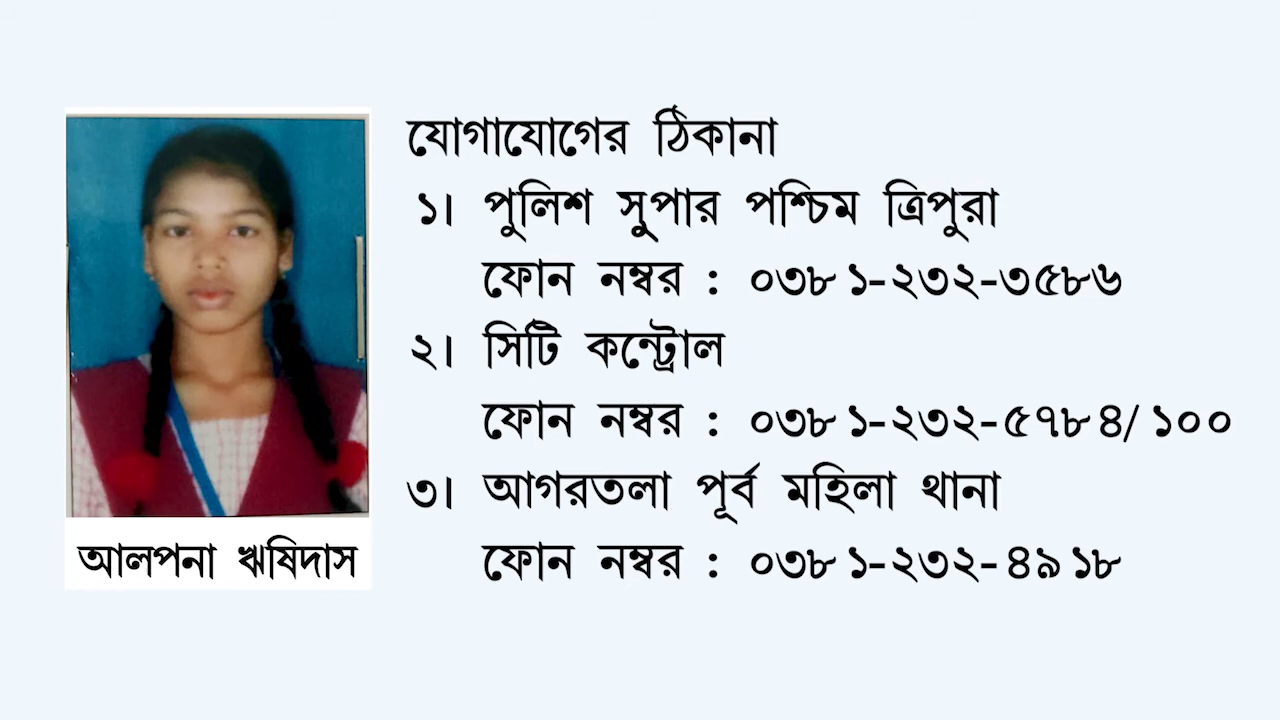 যোগাযোগের ঠিকানা
১। পুলিশ সুপার পশ্চিম ত্রিপুরা
ফোন নম্বর : ০৩৮১-২৩২-৩৫৮৬
২। সিটি কন্ট্রোল
ফোন নম্বর : ০৩৮১-২৩২-৫৭৮৪/১০০
৩। আগরতলা পূর্ব মহিলা থানা
ফোন নম্বর : ০৩৮১-২৩২-৪৯১৮
আলপনা ঋষিদাস